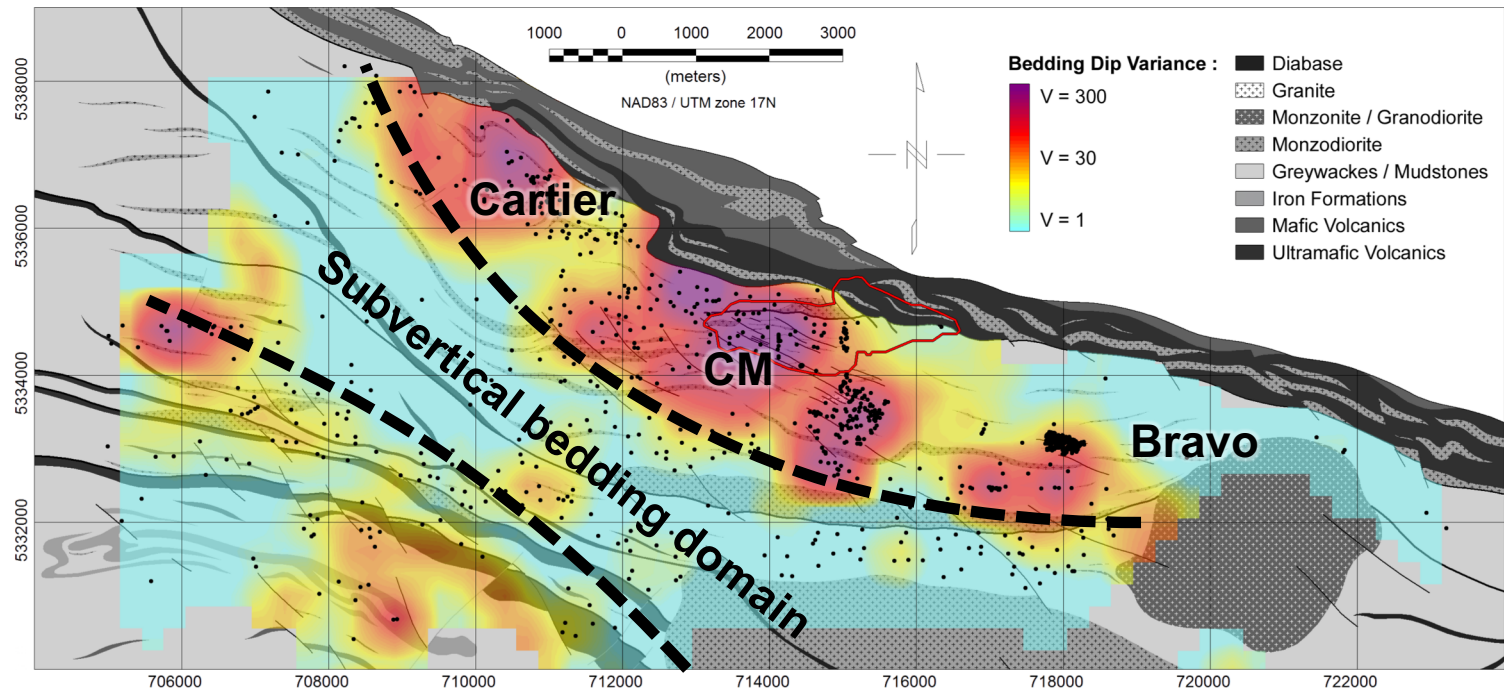 1000 0 1000 2000 3000
(meters)
NAD83 / UTM zone 17N
N
Bedding Dip Variance :
V = 300
V = 30
V = 1
Diabase
Granite
Monzonite / Granodiorite
Monzodiorite
Greywackes / Mudstones
Iron Formations
Mafic Volcanics
Ultramafic Volcanics
5338000
5336000
5334000
5332000
Cartier
CM
Bravo
Subvertical bedding domain
706000 708000 710000 712000 714000 716000 718000 720000 722000